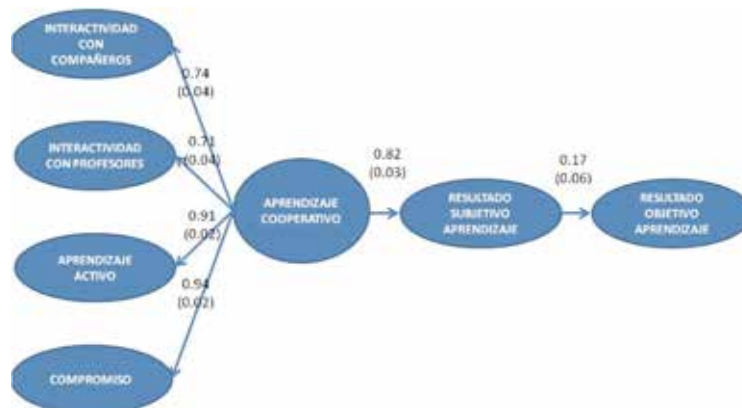 INTERACTIVIDAD
CON
COMPAÑEROS
0.74
(0.04)
INTERACTIVIDAD
CON PROFESORES
0.71
(0.04)
APRENDIZAJE
ACTIVO
0.91
(0.02)
COMPROMISO
0.94
(0.02)
APRENDIZAJE
COOPERATIVO
0.82
(0.03)
RESULTADO
SUBJETIVO
APRENDIZAJE
0.17
(0.06)
RESULTADO
OBJETIVO
APRENDIZAJE